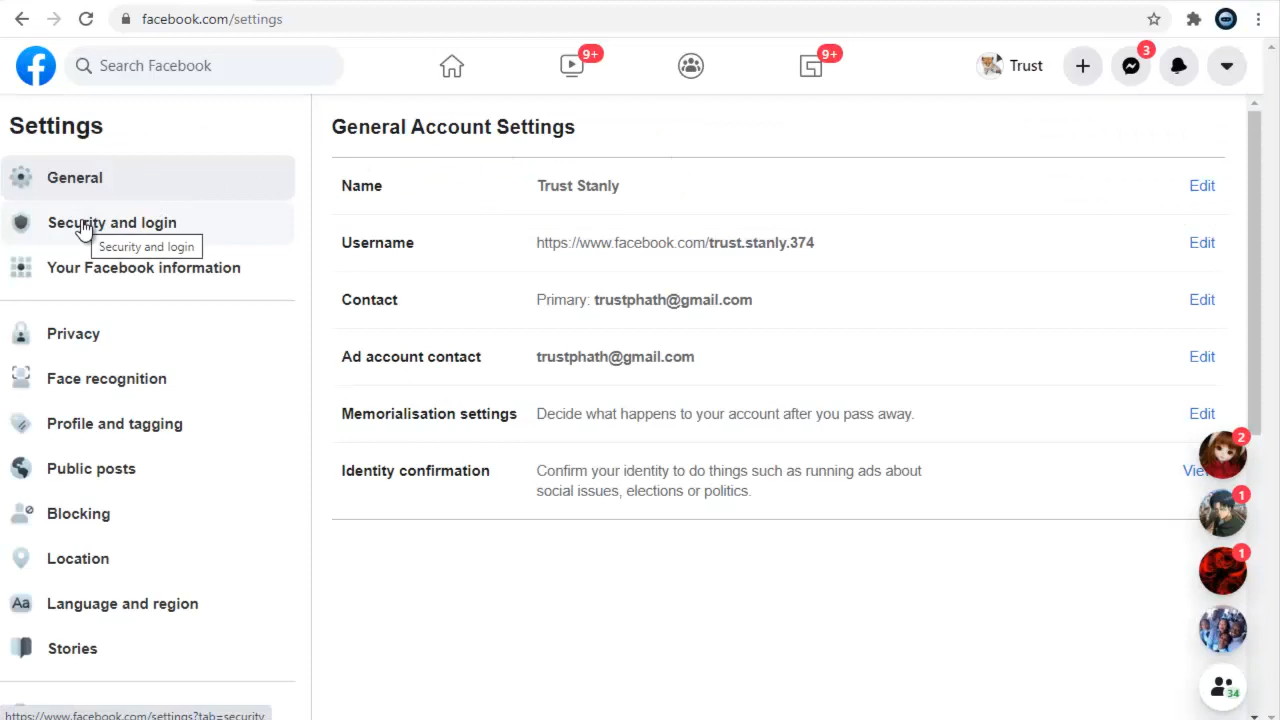 facebook.com/settings
Search Facebook
9+
9+
Trust
3
Settings
General
Security and login
Security and login
Your Facebook information
Privacy
Face recognition
Profile and tagging
Public posts
Blocking
Location
Aa Language and region
Stories
https://www.facebook.com/settings?tab=security
General Account Settings
Name Trust Stanly Edit
Username https://www.facebook.com/trust.stanly.374 Edit
Contact Primary: trustphath@gmail.com Edit
Ad account contact trustphath@gmail.com Edit
Memorialisation settings Decide what happens to your account after you pass away. Edit
Identity confirmation Confirm your identity to do things such as running ads about
social issues, elections or politics.
2
1
1
34